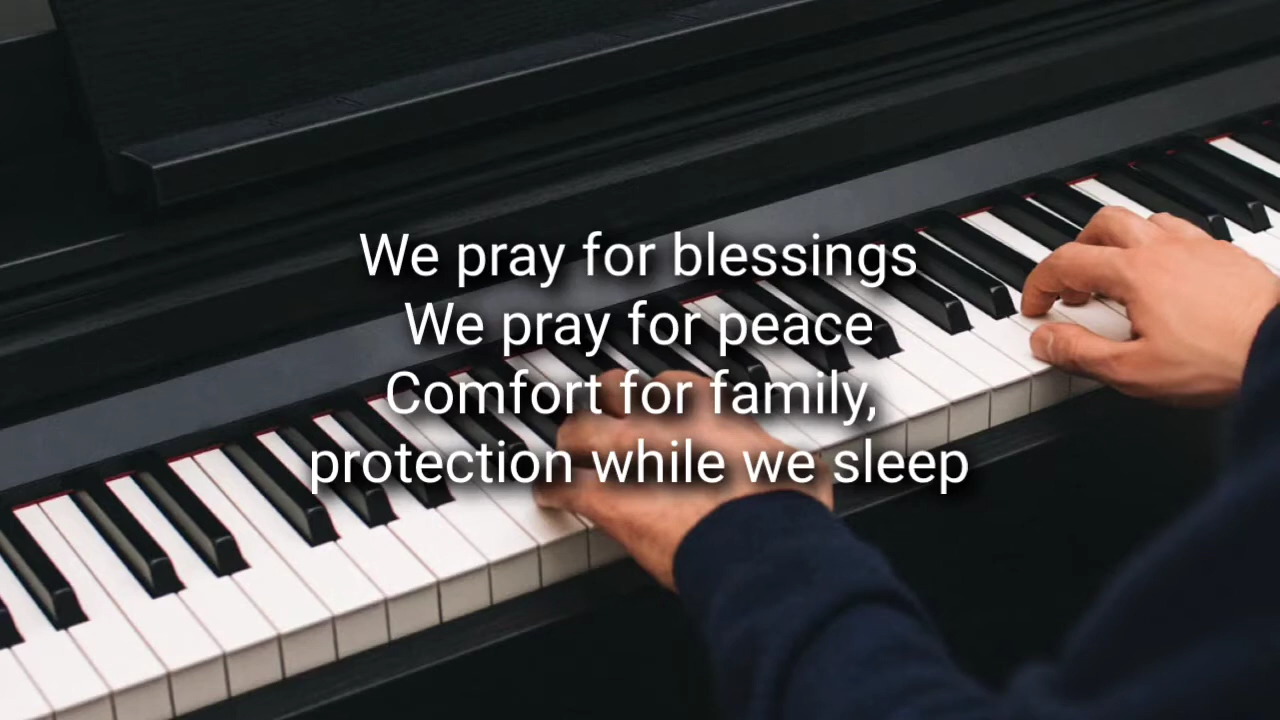 We pray for blessings
We pray for peace
Comfort for family,
protection while we sleep